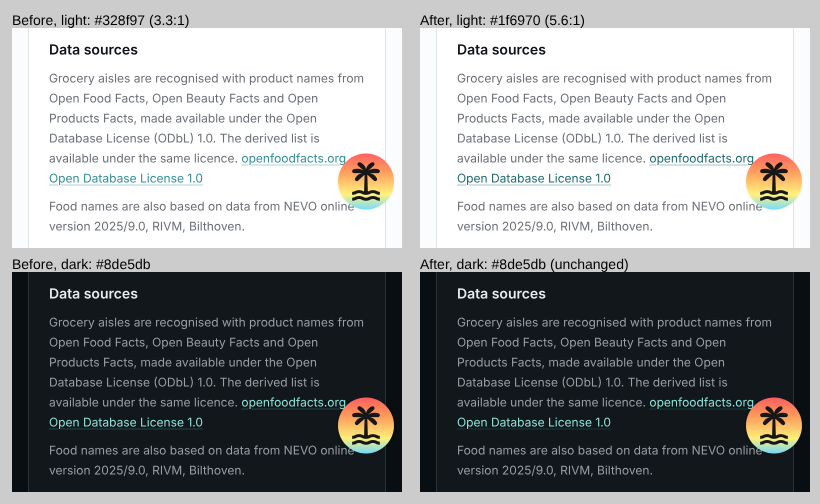 Before, light: #328f97 (3.3:1)
Data sources
Grocery aisles are recognised with product names from
Open Food Facts, Open Beauty Facts and Open
Products Facts, made available under the Open
Database License (ODbL) 1.0. The derived list is
available under the same licence. openfoodfacts.org
Open Database License 1.0
Food names are also based on data from NEVO online
version 2025/9.0, RIVM, Bilthoven.
After, light: #1f6970 (5.6:1)
Data sources
Grocery aisles are recognised with product names from
Open Food Facts, Open Beauty Facts and Open
Products Facts, made available under the Open
Database License (ODbL) 1.0. The derived list is
available under the same licence. openfoodfacts.org
Open Database License 1.0
Food names are also based on data from NEVO online
version 2025/9.0, RIVM, Bilthoven.
Before, dark: #8de5db
Data sources
Grocery aisles are recognised with product names from
Open Food Facts, Open Beauty Facts and Open
Products Facts, made available under the Open
Database License (ODbL) 1.0. The derived list is
available under the same licence. openfoodfacts.org
Open Database License 1.0
Food names are also based on data from NEVO online
version 2025/9.0, RIVM, Bilthoven.
After, dark: #8de5db (unchanged)
Data sources
Grocery aisles are recognised with product names from
Open Food Facts, Open Beauty Facts and Open
Products Facts, made available under the Open
Database License (ODbL) 1.0. The derived list is
available under the same licence. openfoodfacts.org
Open Database License 1.0
Food names are also based on data from NEVO online
version 2025/9.0, RIVM, Bilthoven.